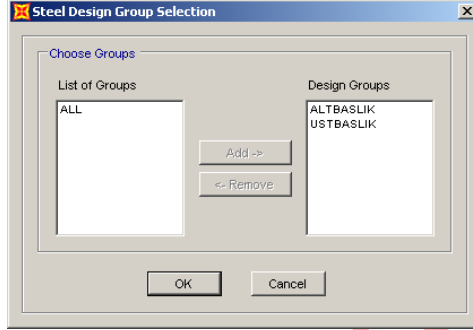 Steel Design Group Selection
Choose Groups
List of Groups
Design Groups
ALL
ALTBASLIK
USTBASLIK
Add ->
<- Remove
OK
Cancel